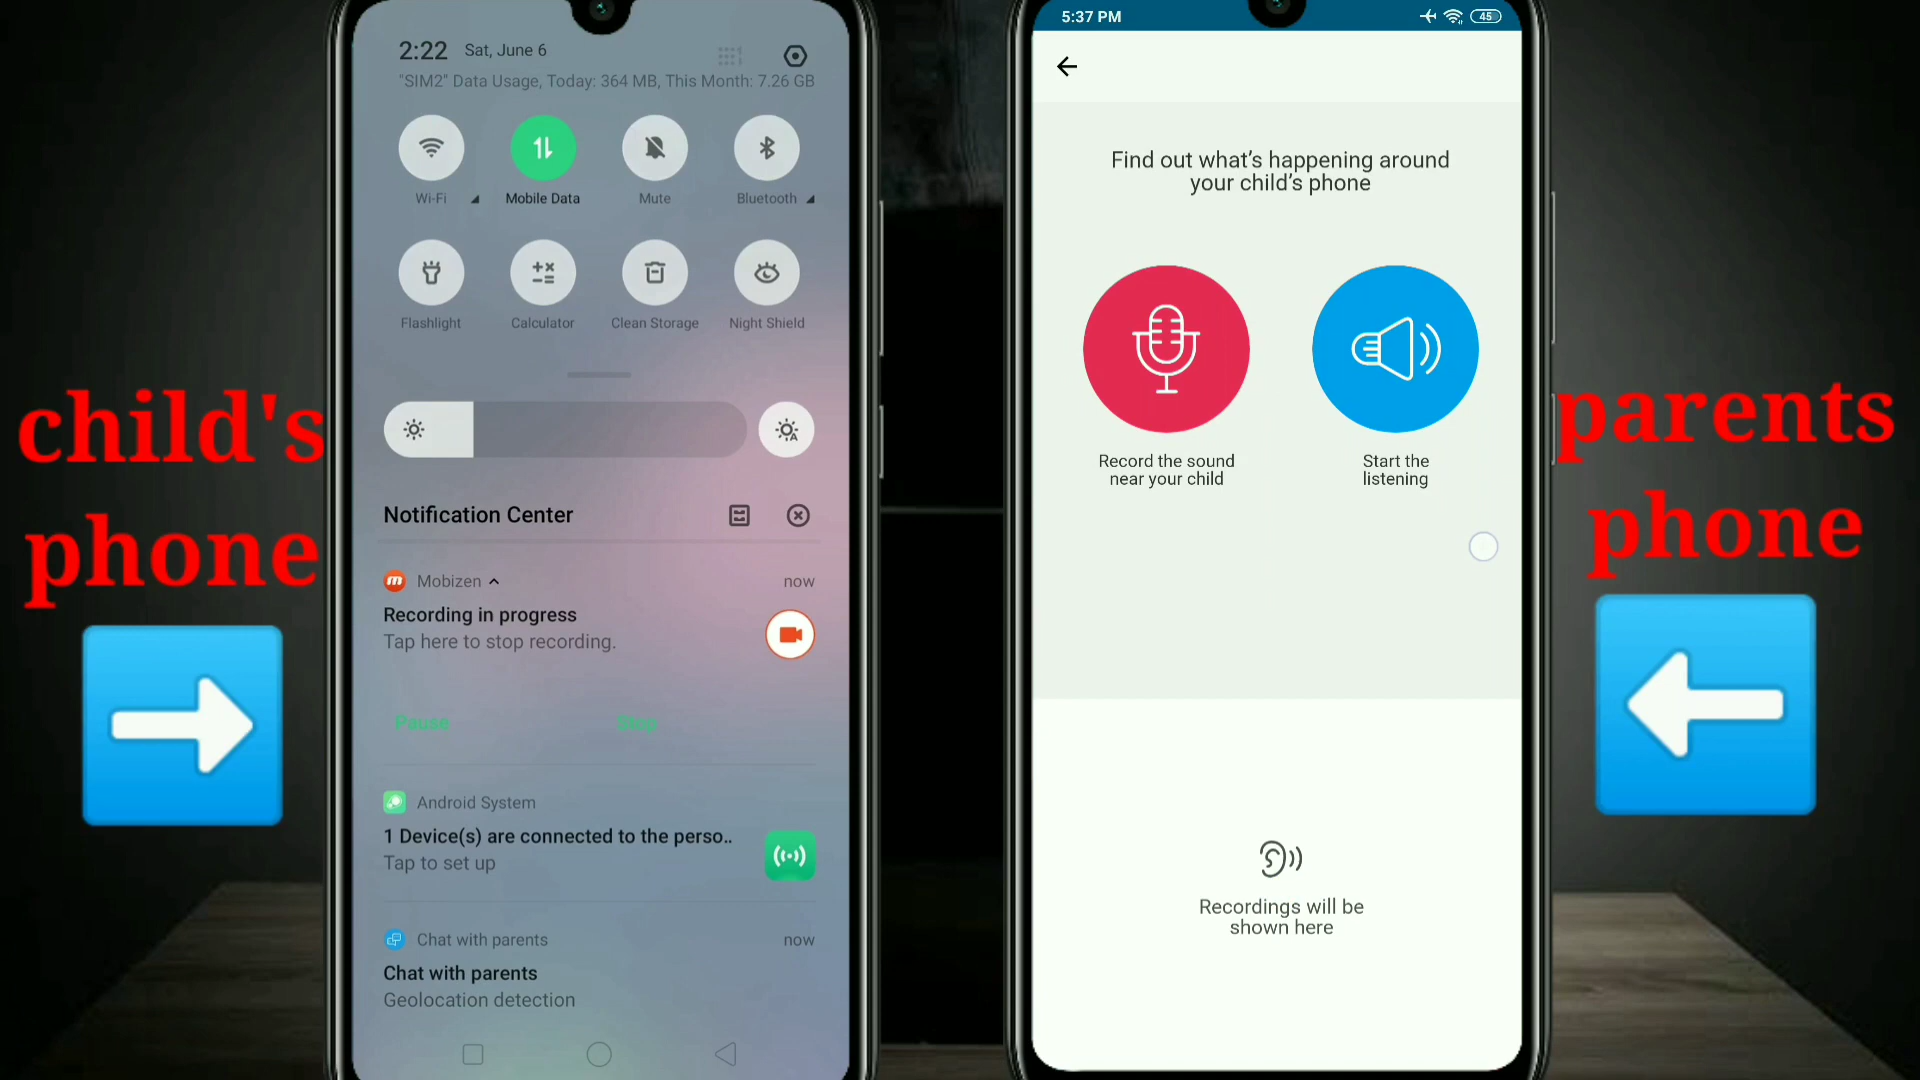 2:22 Sat, June 6
"SIM2" Data Usage, Today: 364 MB, This Month: 7.26 GB
Wi-Fi
Mobile Data
Mute
Bluetooth
Flashlight
Calculator
Clean Storage
Night Shield
Notification Center
Mobizen
now
Recording in progress
Tap here to stop recording.
Pause
Stop
Android System
1 Device(s) are connected to the perso..
Tap to set up
Chat with parents
now
Chat with parents
Geolocation detection
child's
phone
5:37 PM
45
Find out what's happening around
your child's phone
Record the sound
near your child
Start the
listening
Recordings will be
shown here
parents
phone